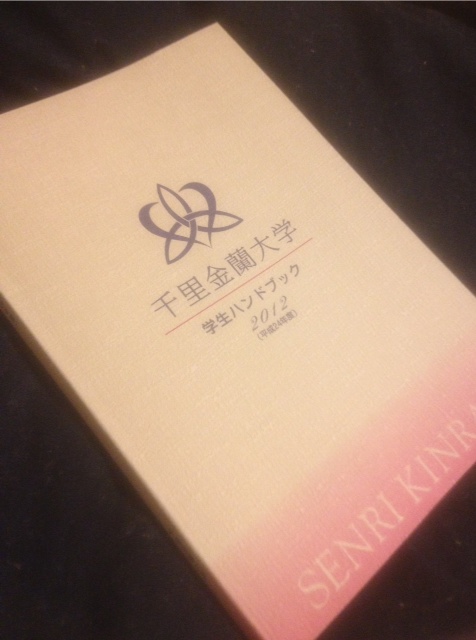 千里金蘭大学
学生ハンドブック
2012
(平成24年度)
SENRI KINR